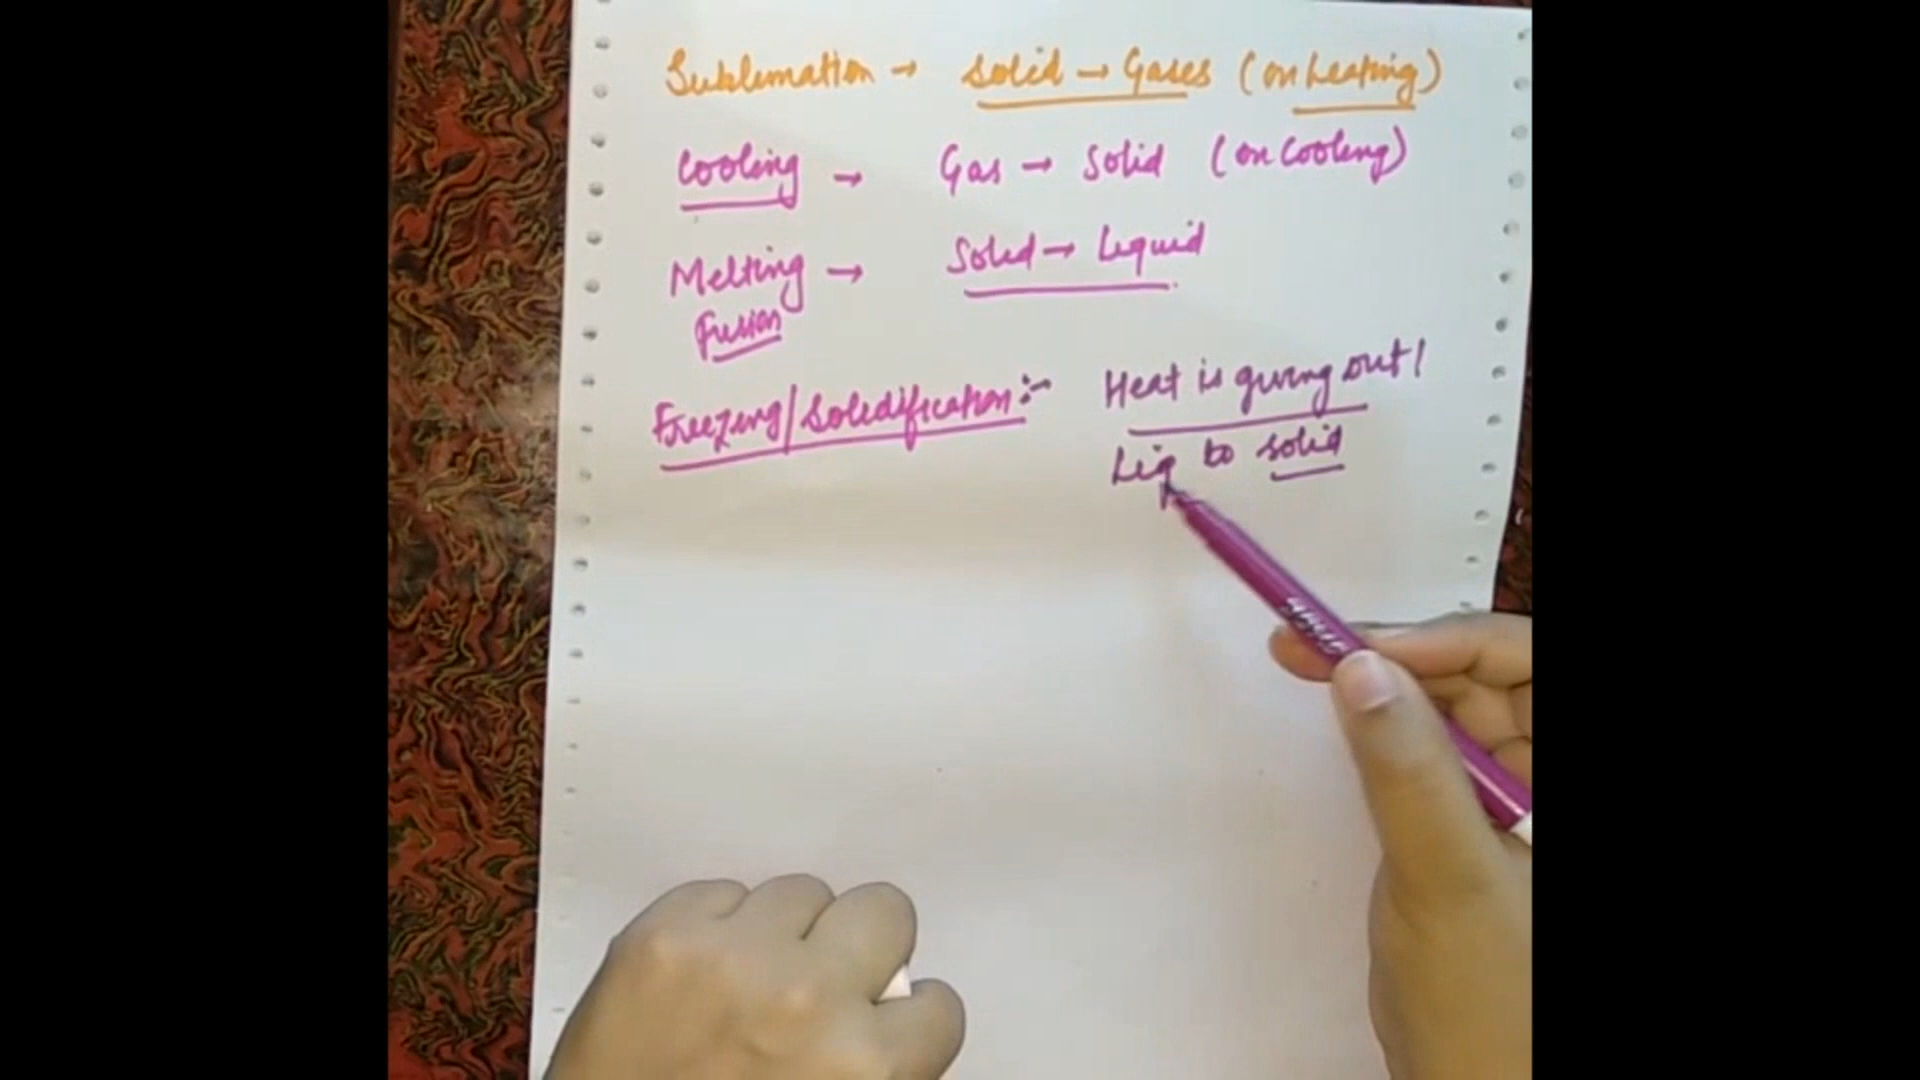 Sublimation → Solid → Gases (on heating)
Cooling → Gas → Solid (on Cooling)
Melting → Solid → Liquid
Fusion
Freezing/Solidification :- Heat is giving out/
Liq to solid